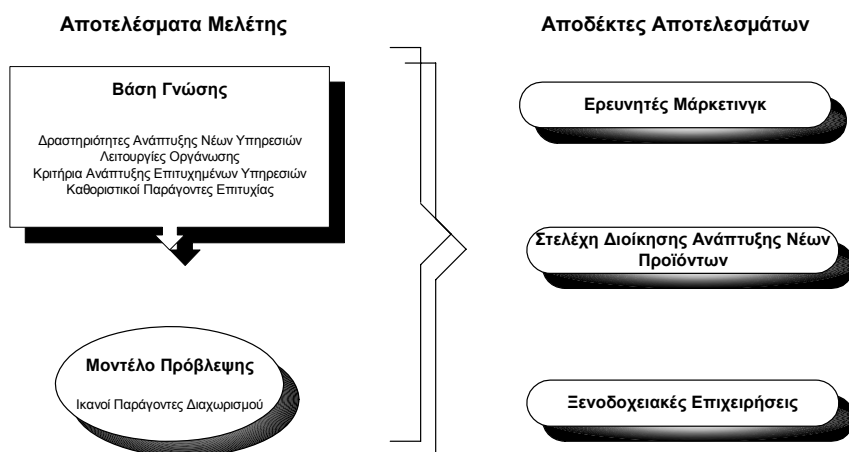 Αποτελέσματα Μελέτης
Βάση Γνώσης
Δραστηριότητες Ανάπτυξης Νέων Υπηρεσιών
Λειτουργίες Οργάνωσης
Κριτήρια Ανάπτυξης Επιτυχημένων Υπηρεσιών
Καθοριστικοί Παράγοντες Επιτυχίας
Μοντέλο Πρόβλεψης
Ικανοί Παράγοντες Διαχωρισμού
Αποδέκτες Αποτελεσμάτων
Ερευνητές Μάρκετινγκ
Στελέχη Διοίκησης Ανάπτυξης Νέων
Προϊόντων
Ξενοδοχειακές Επιχειρήσεις